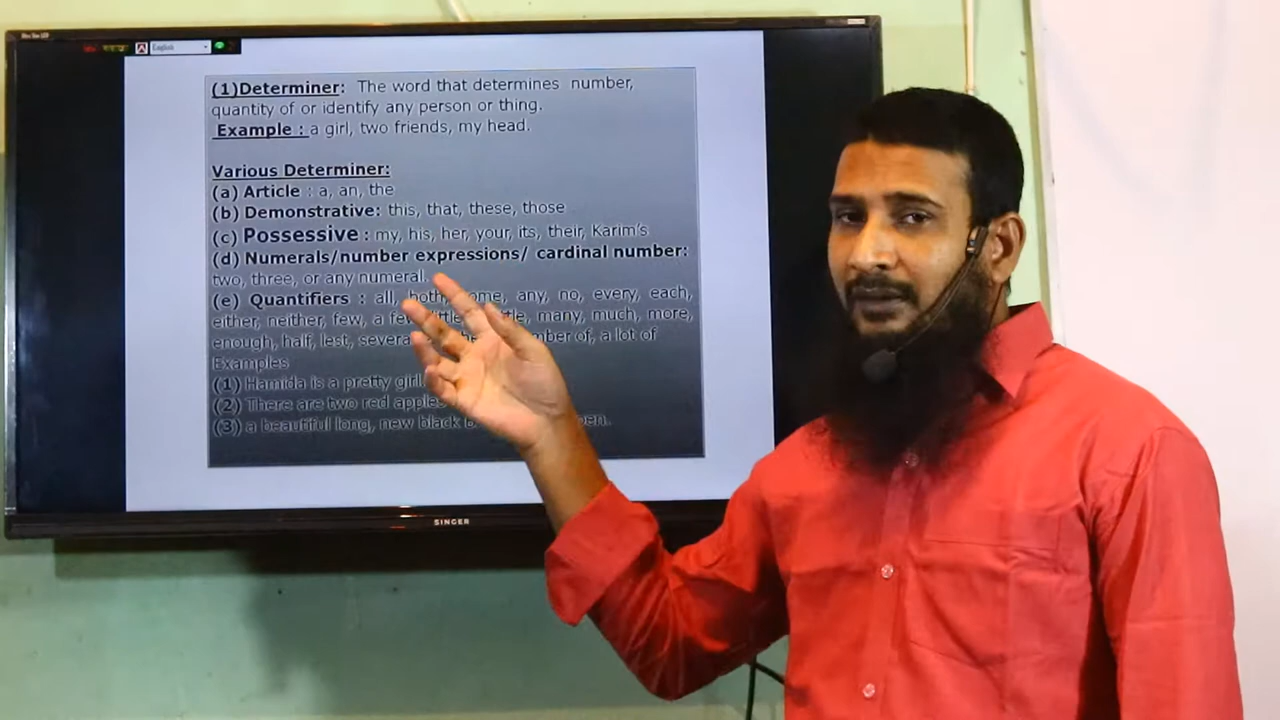 English
(1)Determiner: The word that determines number,
quantity of or identify any person or thing.
Example : a girl, two friends, my head.
Various Determiner:
(a) Article : a, an, the
(b) Demonstrative: this, that, these, those
(c) Possessive : my, his, her, your, its, their, Karim's
(d) Numerals/number expressions/ cardinal number:
two, three, or any numeral.
(e) Quantifiers : all, both, some, any, no, every, each,
either, neither, few, a few, little, many, much, more,
enough, half, lest, of, a lot of
Examples
(1) Hamida is a pretty girl
(2) There are two red apples
(3) a beautiful long, new black
SINGER